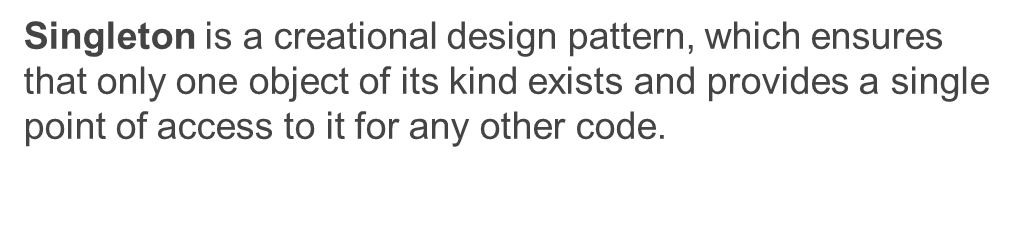 Singleton is a creational design pattern, which ensures
that only one object of its kind exists and provides a single
point of access to it for any other code.